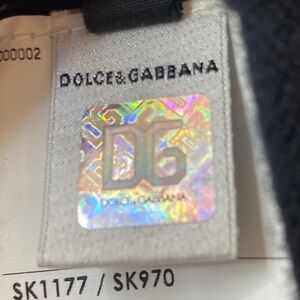 000002
DOLCE&GABBANA
DG
DOLCE&GABBANA
SK1177 / SK970